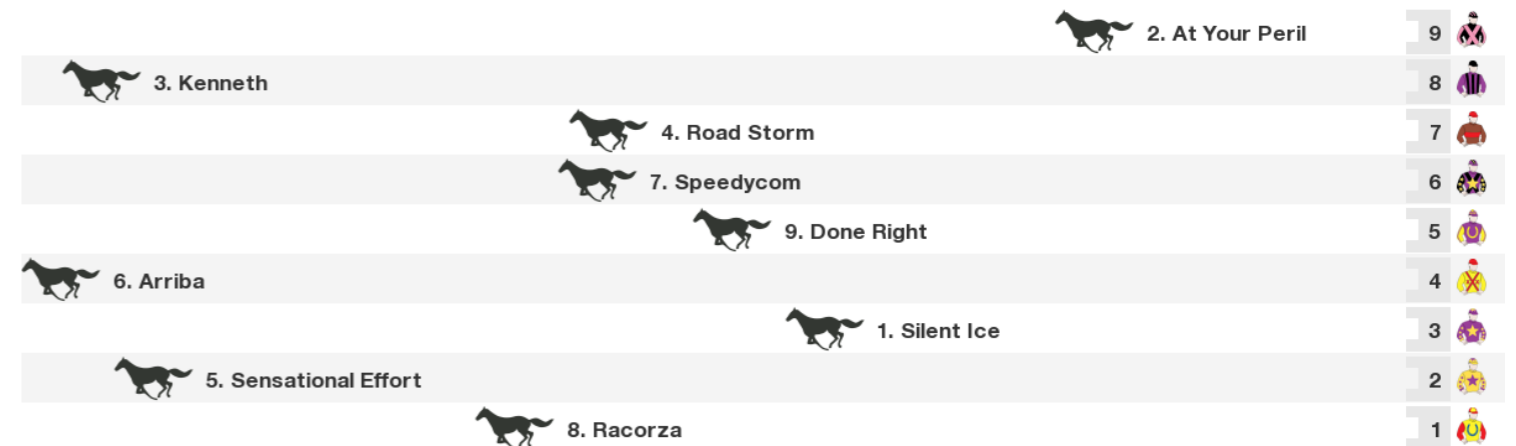 2. At Your Peril 9
3. Kenneth 8
4. Road Storm 7
7. Speedycom 6
9. Done Right 5
6. Arriba 4
1. Silent Ice 3
5. Sensational Effort 2
8. Racorza 1